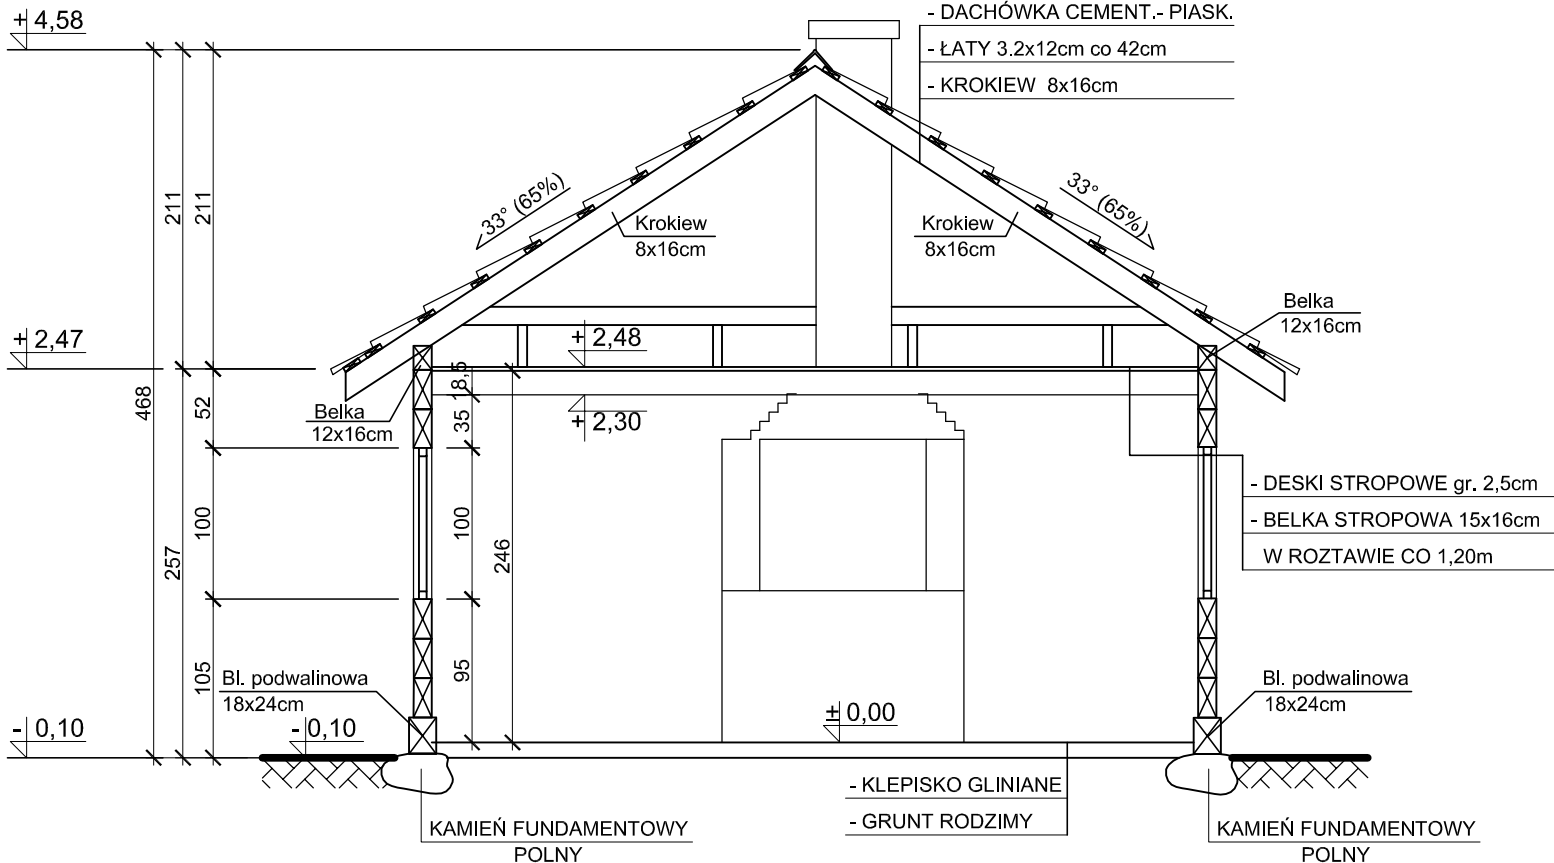 + 4,58
- DACHÓWKA CEMENT.- PIASK.
- ŁATY 3.2x12cm co 42cm
- KROKIEW 8x16cm
211
211
33° (65%)
33° (65%)
Krokiew
8x16cm
Krokiew
8x16cm
Belka
12x16cm
+ 2,47
+ 2,48
18,5
468
52
Belka
12x16cm
35
+ 2,30
- DESKI STROPOWE gr. 2,5cm
- BELKA STROPOWA 15x16cm
W ROZTAWIE CO 1,20m
257
100
100
246
105
95
Bl. podwalinowa
18x24cm
Bl. podwalinowa
18x24cm
- 0,10
- 0,10
± 0,00
- KLEPISKO GLINIANE
- GRUNT RODZIMY
KAMIEŃ FUNDAMENTOWY
POLNY
KAMIEŃ FUNDAMENTOWY
POLNY